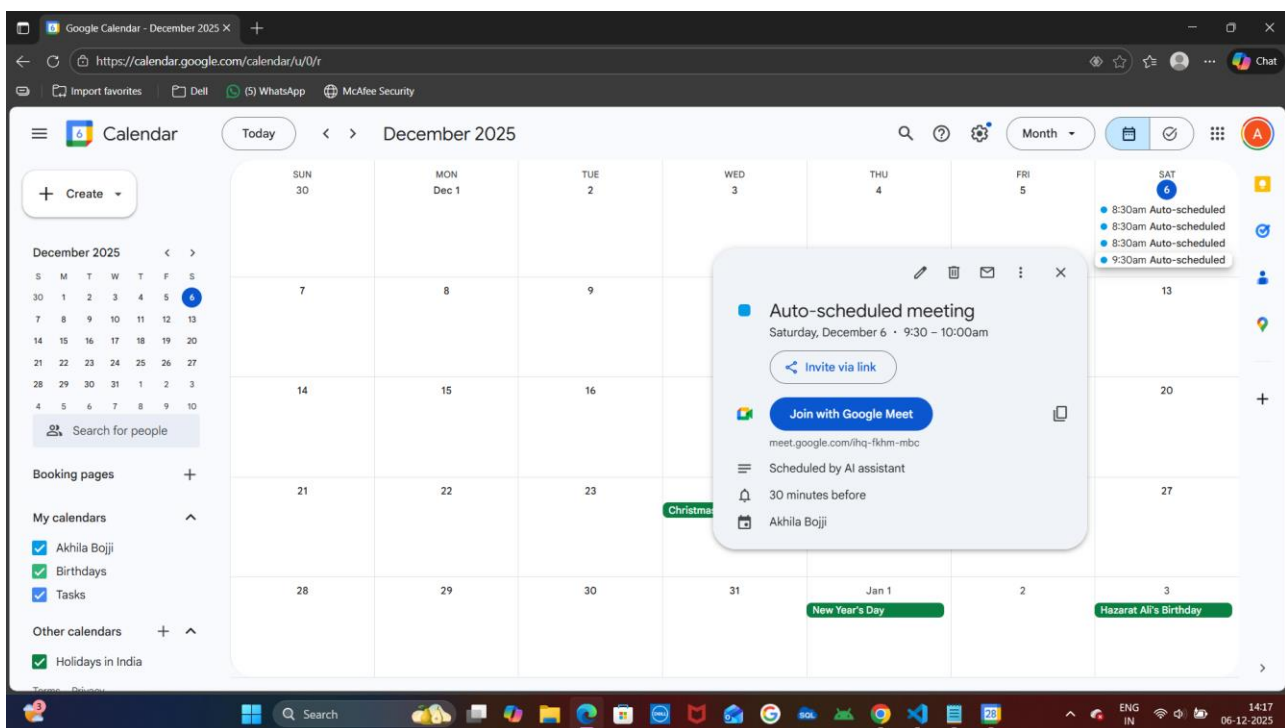 Google Calendar - December 2025
https://calendar.google.com/calendar/u/0/r
Chat
Import favorites
Dell
(5) WhatsApp
McAfee Security
6
Calendar
Today
December 2025
Month
A
Create
December 2025
S M T W T F S
30 1 2 3 4 5 6
7 8 9 10 11 12 13
14 15 16 17 18 19 20
21 22 23 24 25 26 27
28 29 30 31 1 2 3
4 5 6 7 8 9 10
Search for people
Booking pages
My calendars
Akhila Bojji
Birthdays
Tasks
Other calendars
Holidays in India
SUN MON TUE WED THU FRI SAT
30 Dec 1 2 3 4 5 6
8:30am Auto-scheduled
8:30am Auto-scheduled
8:30am Auto-scheduled
9:30am Auto-scheduled
7 8 9 13
14 15 16 20
21 22 23 27
Christmas
28 29 30 31 Jan 1 2 3
New Year's Day
Hazarat Ali's Birthday
Auto-scheduled meeting
Saturday, December 6 · 9:30 – 10:00am
Invite via link
Join with Google Meet
meet.google.com/ihq-fkhm-mbc
Scheduled by AI assistant
30 minutes before
Akhila Bojji
3
Search
DELL
SQL
28
ENG
IN
14:17
06-12-2025